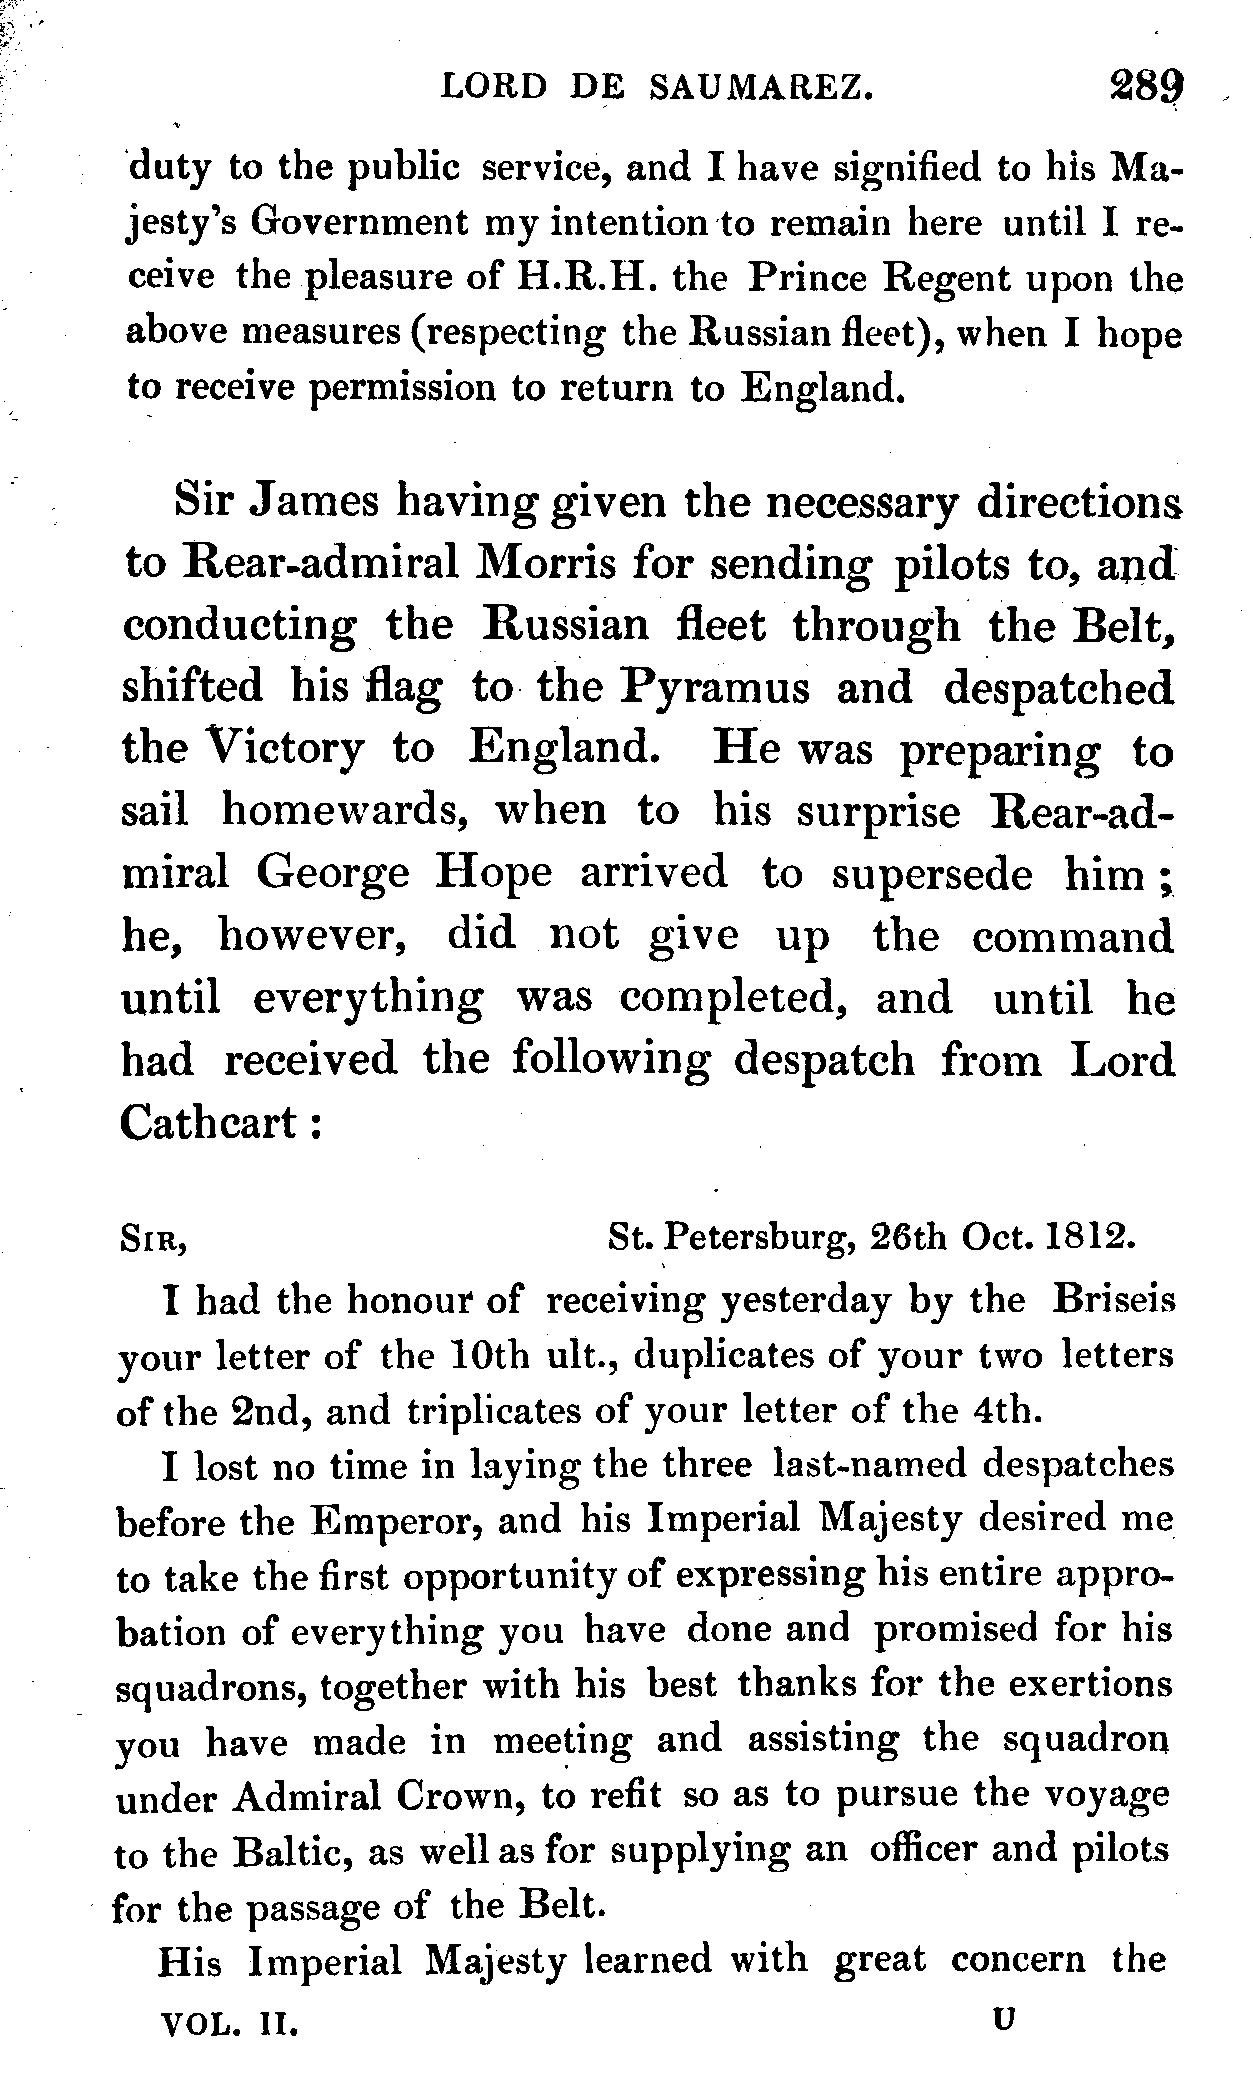 LORD DE SAUMAREZ. 289
duty to the public service, and I have signified to his Ma-
jesty's Government my intention to remain here until I re-
ceive the pleasure of H.R.H. the Prince Regent upon the
above measures (respecting the Russian fleet), when I hope
to receive permission to return to England.
Sir James having given the necessary directions
to Rear-admiral Morris for sending pilots to, and
conducting the Russian fleet through the Belt,
shifted his flag to the Pyramus and despatched
the Victory to England. He was preparing to
sail homewards, when to his surprise Rear-ad-
miral George Hope arrived to supersede him ;
he, however, did not give up the command
until everything was completed, and until he
had received the following despatch from Lord
Cathcart :
SIR, St. Petersburg, 26th Oct. 1812.
I had the honour of receiving yesterday by the Briseis
your letter of the 10th ult., duplicates of your two letters
of the 2nd, and triplicates of your letter of the 4th.
I lost no time in laying the three last-named despatches
before the Emperor, and his Imperial Majesty desired me
to take the first opportunity of expressing his entire appro-
bation of everything you have done and promised for his
squadrons, together with his best thanks for the exertions
you have made in meeting and assisting the squadron
under Admiral Crown, to refit so as to pursue the voyage
to the Baltic, as well as for supplying an officer and pilots
for the passage of the Belt.
His Imperial Majesty learned with great concern the
VOL. II. U